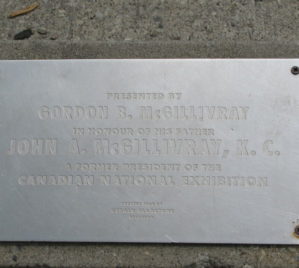 PRESENTED BY
GORDON B. McGILLIVRAY
IN HONOUR OF HIS FATHER
JOHN A. McGILLIVRAY, K. C.
A FORMER PRESIDENT OF THE
CANADIAN NATIONAL EXHIBITION